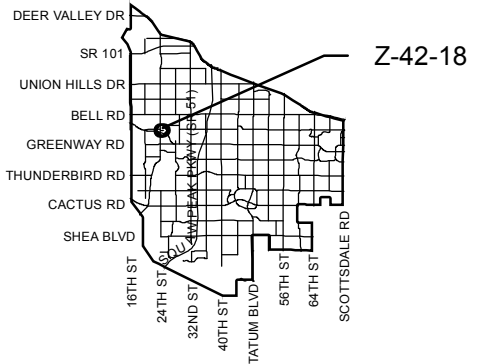 DEER VALLEY DR
SR 101
UNION HILLS DR
BELL RD
GREENWAY RD
THUNDERBIRD RD
CACTUS RD
SHEA BLVD
Z-42-18
SQUAW PEAK PKWY (SR 51)
16TH ST
24TH ST
32ND ST
40TH ST
TATUM BLVD
56TH ST
64TH ST
SCOTTSDALE RD